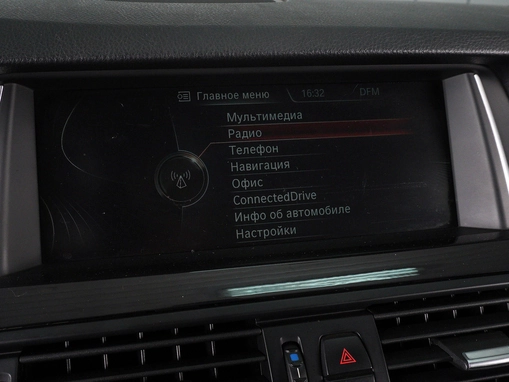 Главное меню 16:32 DFM
Мультимедиа
Радио
Телефон
Навигация
Офис
ConnectedDrive
Инфо об автомобиле
Настройки